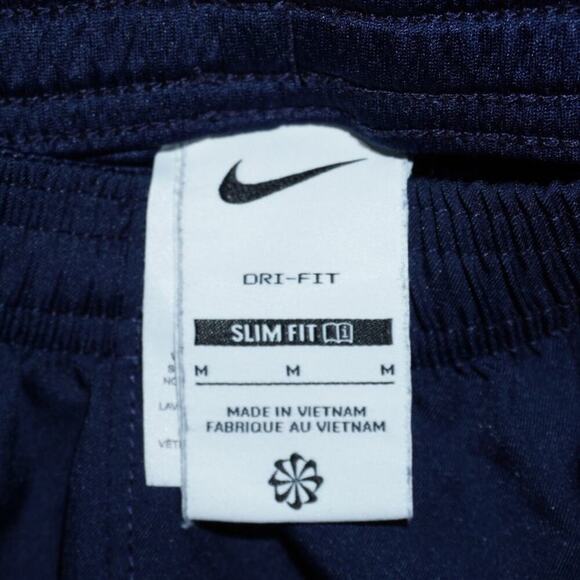 DRI-FIT
SLIM FIT
M M M
MADE IN VIETNAM
FABRIQUE AU VIETNAM